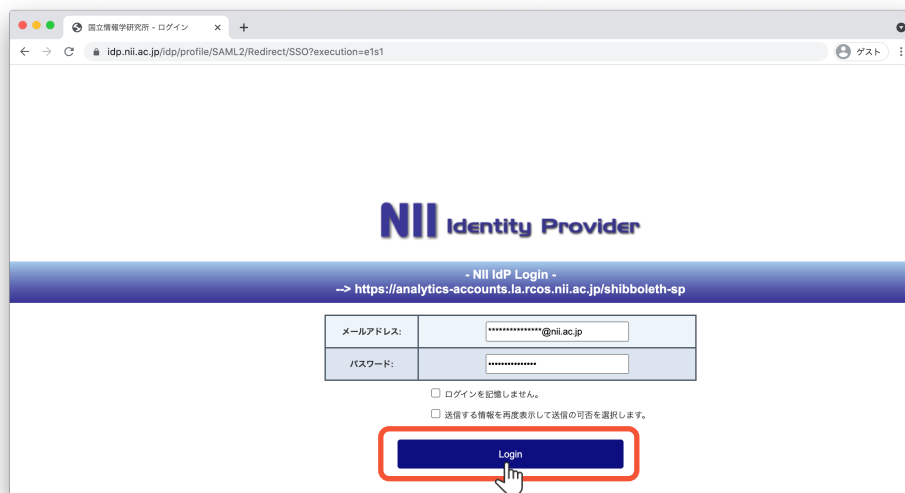 国立情報学研究所 - ログイン
idp.nii.ac.jp/idp/profile/SAML2/Redirect/SSO?execution=e1s1
ゲスト
NII Identity Provider
- NII IdP Login -
--> https://analytics-accounts.la.rcos.nii.ac.jp/shibboleth-sp
メールアドレス: ***************@nii.ac.jp
パスワード: ••••••••••••••••
ログインを記憶しません。
送信する情報を再度表示して送信の可否を選択します。
Login